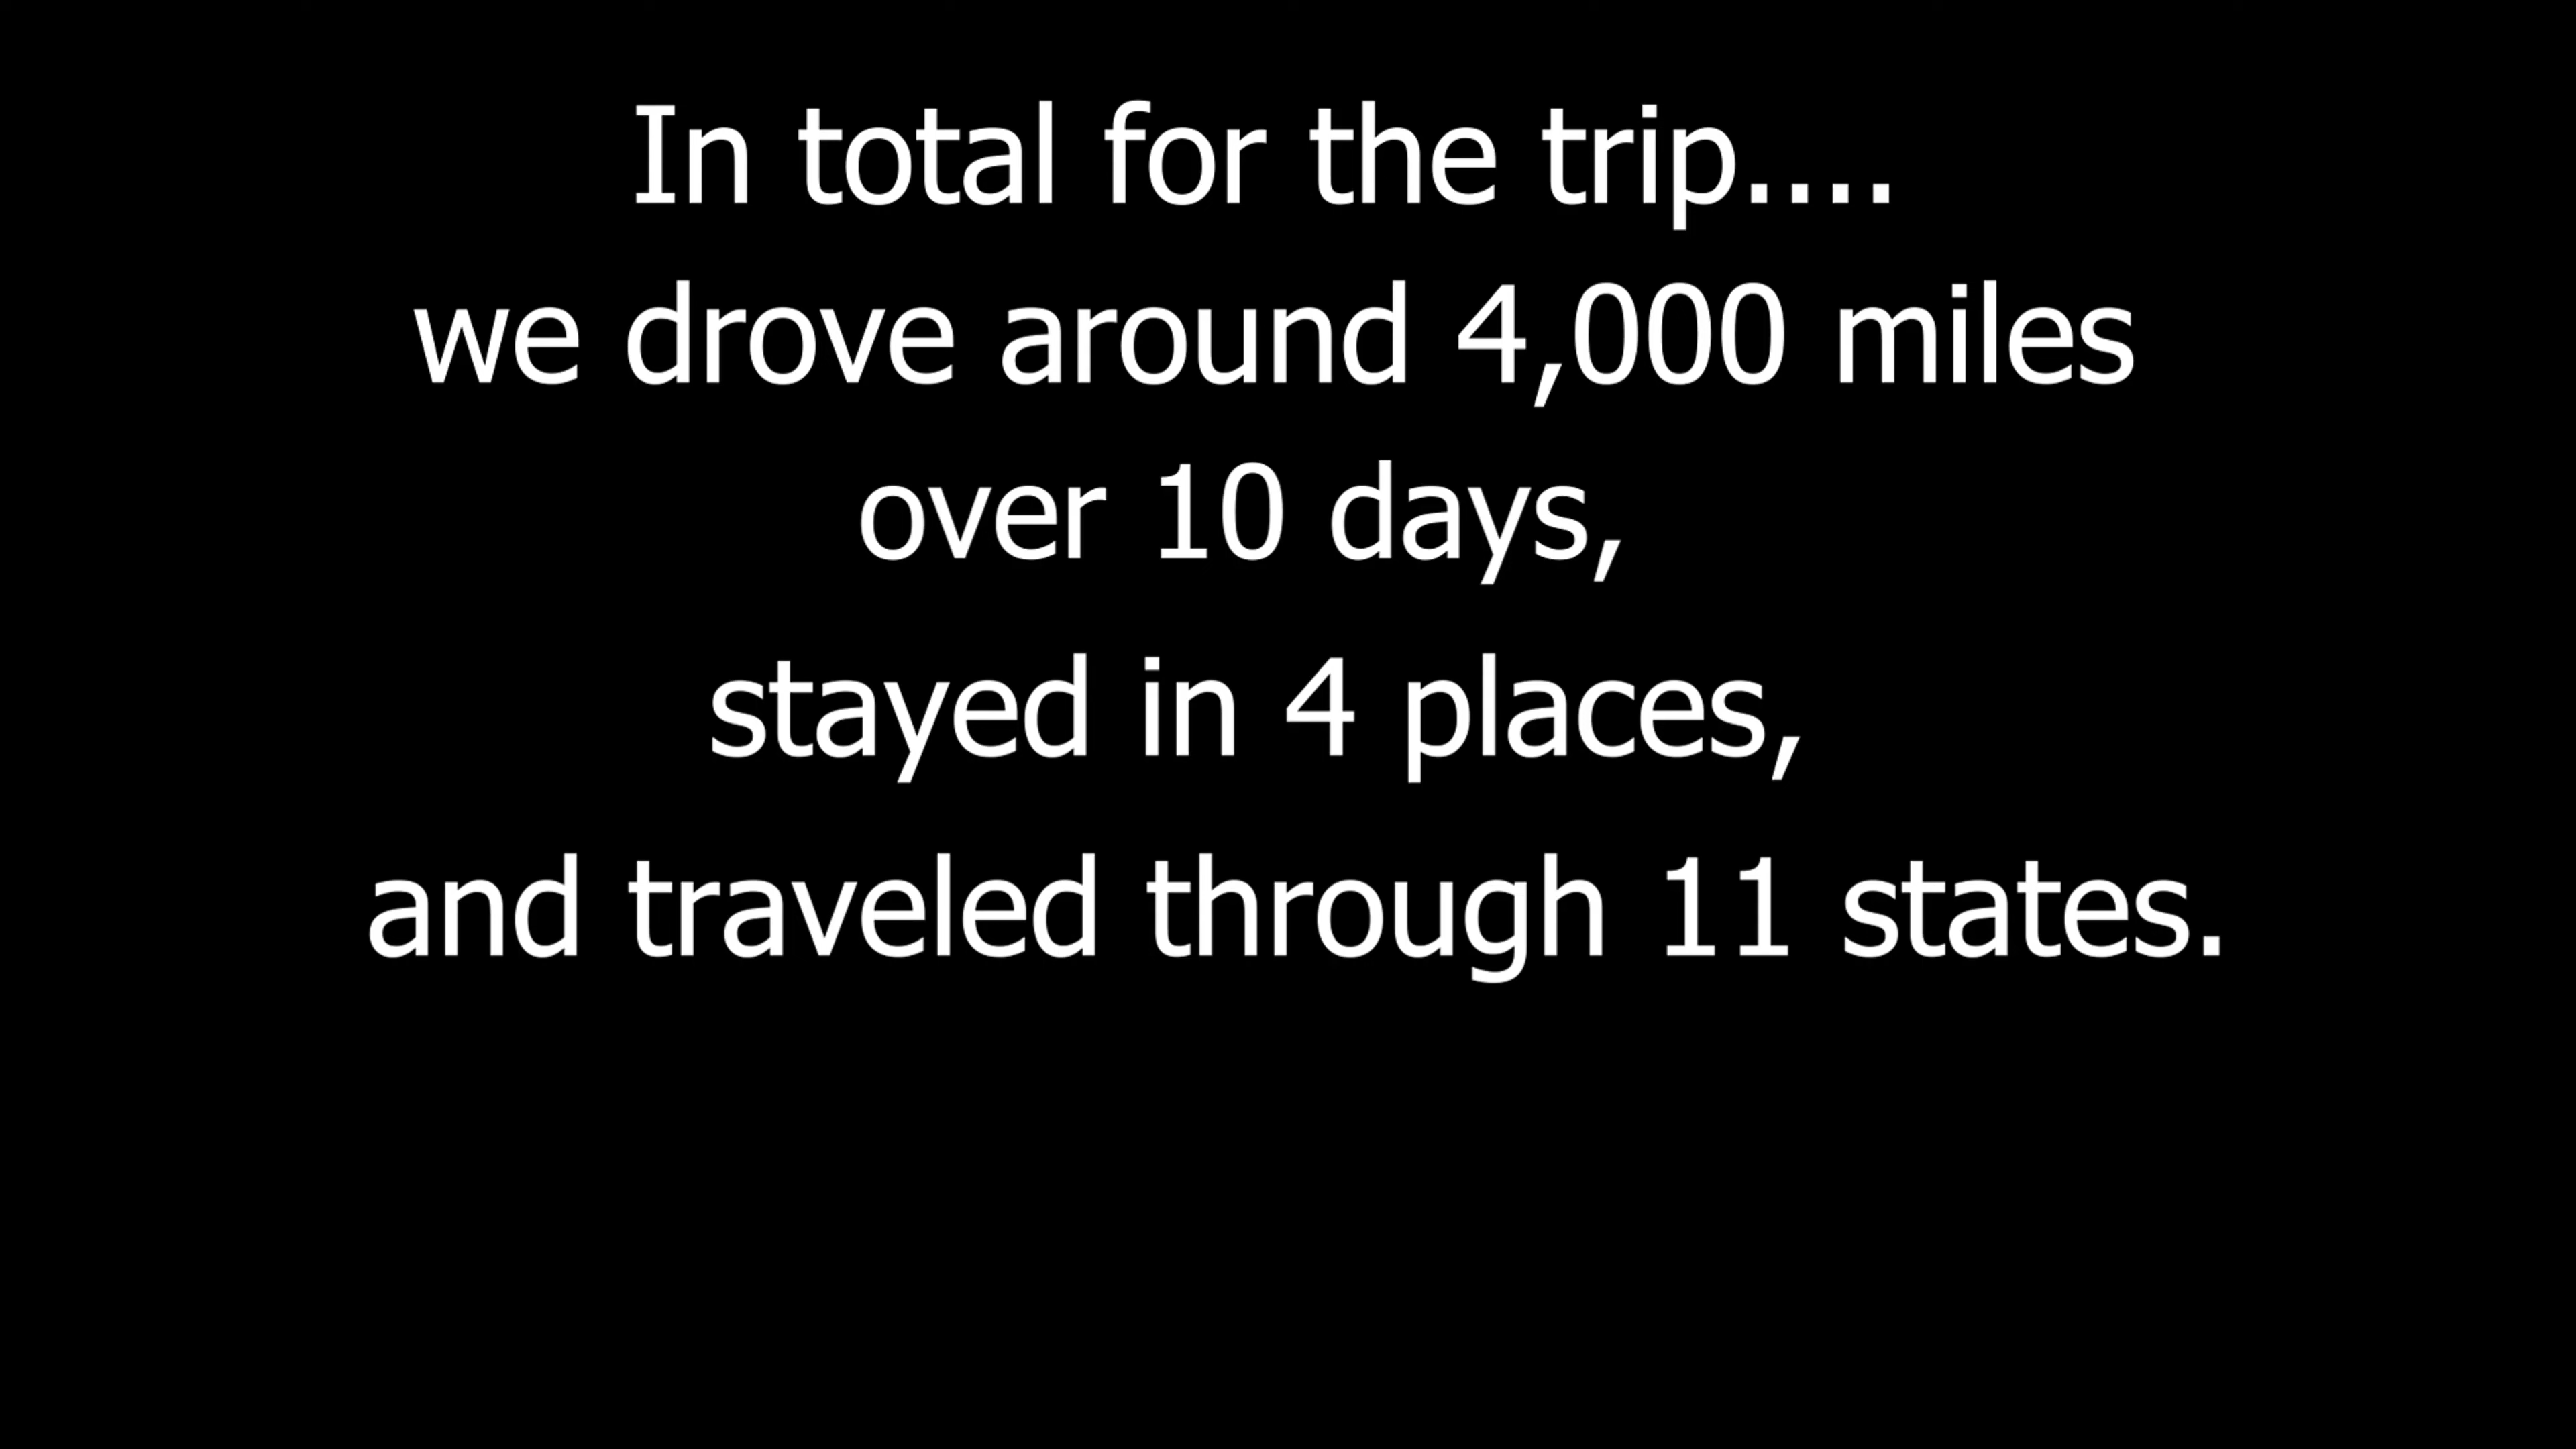 In total for the trip....
we drove around 4,000 miles
over 10 days,
stayed in 4 places,
and traveled through 11 states.